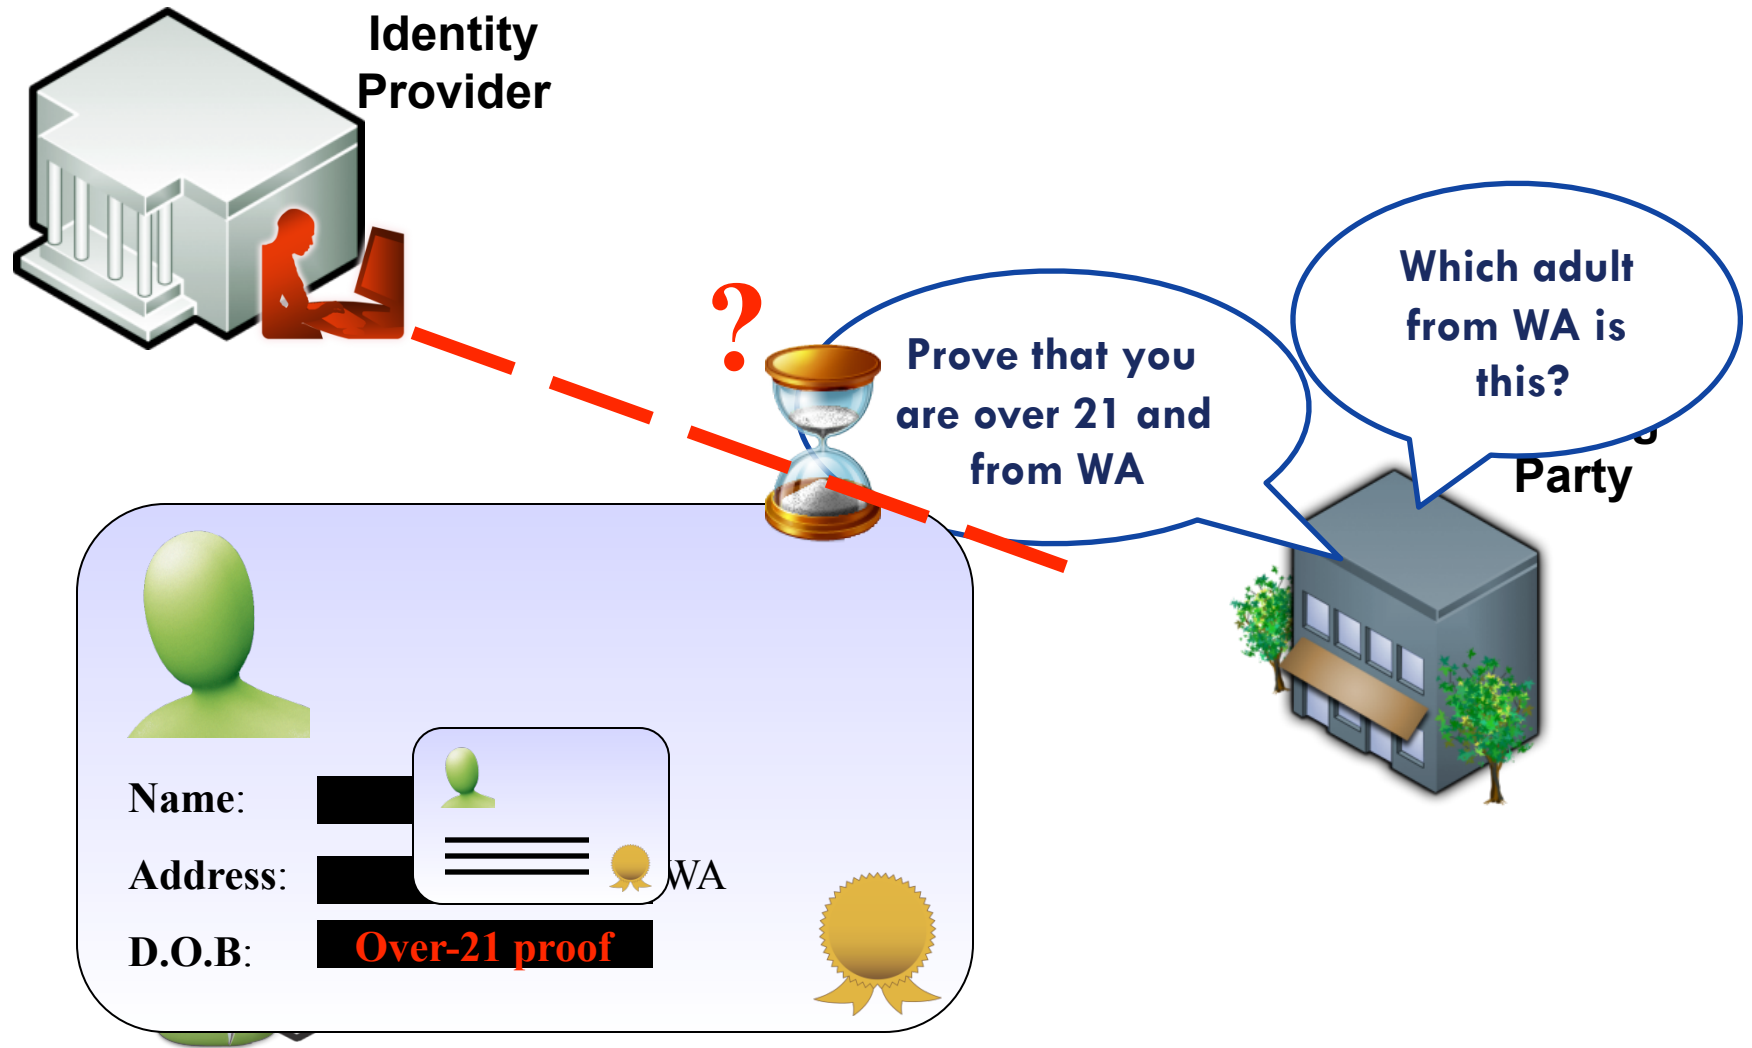 Identity
Provider
Which adult
from WA is
this?
?
Prove that you
are over 21 and
from WA
Party
Name:
Address:
WA
D.O.B:
Over-21 proof